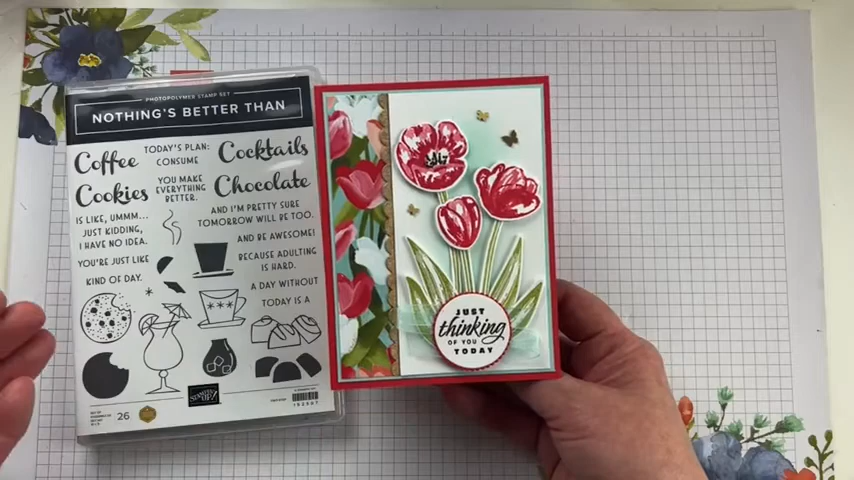 PHOTOPOLYMER STAMP SET
NOTHING'S BETTER THAN
Coffee
TODAY'S PLAN:
CONSUME
Cocktails
Cookies
YOU MAKE
EVERYTHING
BETTER.
Chocolate
IS LIKE, UMMM...
JUST KIDDING,
I HAVE NO IDEA.
AND I'M PRETTY SURE
TOMORROW WILL BE TOO.
YOU'RE JUST LIKE
KIND OF DAY.
AND BE AWESOME!
BECAUSE ADULTING
IS HARD.
A DAY WITHOUT
TODAY IS A
26
STAMPIN' UP!
JUST
thinking
OF YOU
TODAY